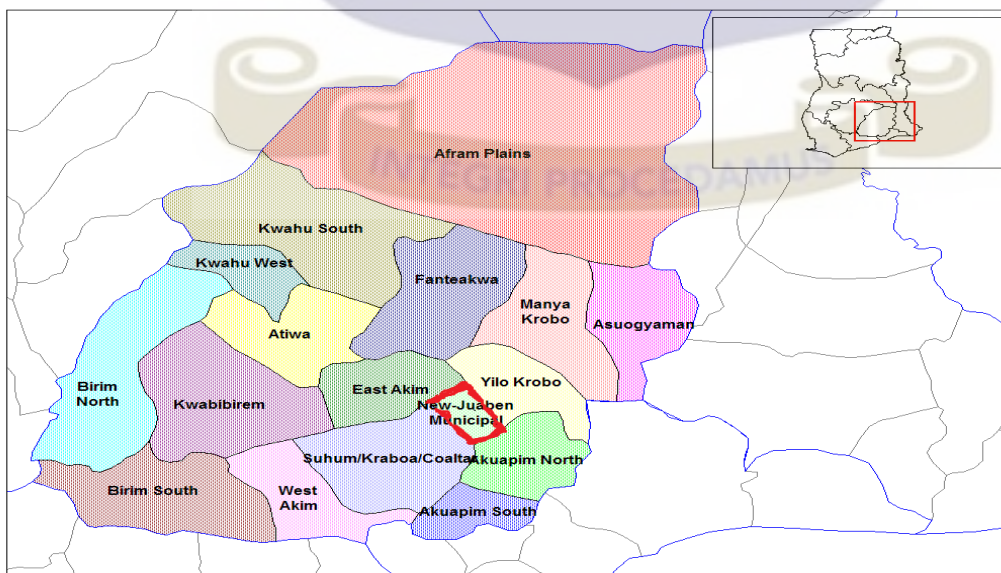 Afram Plains
INTEGRI PROCEDAMUS
Kwahu South
Kwahu West
Fanteakwa
Manya
Krobo
Asuogyaman
Atiwa
Birim
North
Kwabibirem
East Akim
Yilo Krobo
New-Juaben
Municipal
Suhum/Kraboa/Coaltar
Akuapim North
Birim South
West
Akim
Akuapim South